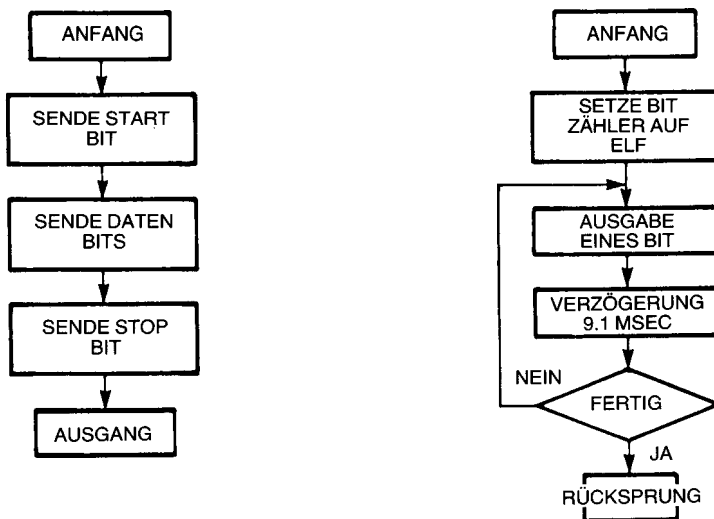 ANFANG
SENDE START
BIT
SENDE DATEN
BITS
SENDE STOP
BIT
AUSGANG
ANFANG
SETZE BIT
ZÄHLER AUF
ELF
AUSGABE
EINES BIT
VERZÖGERUNG
9.1 MSEC
NEIN
FERTIG
JA
RÜCKSPRUNG